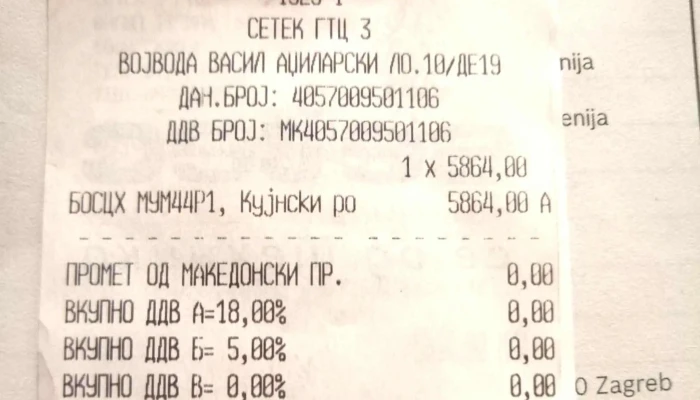 СЕТЕК ГТЦ 3
ВОЈВОДА ВАСИЛ АЏИЛАРСКИ ЛО.10/ДЕ19
ДАН.БРОЈ: 4057009501106
ДДВ БРОЈ: МК4057009501106
1 x 5864,00
БОСЦХ МУМ44Р1, Кујнски ро 5864,00 А
ПРОМЕТ ОД МАКЕДОНСКИ ПР. 0,00
ВКУПНО ДДВ А=18,00% 0,00
ВКУПНО ДДВ Б= 5,00% 0,00
ВКУПНО ДДВ В= 0,00% 0,00
nija
enija
0 Zagreb